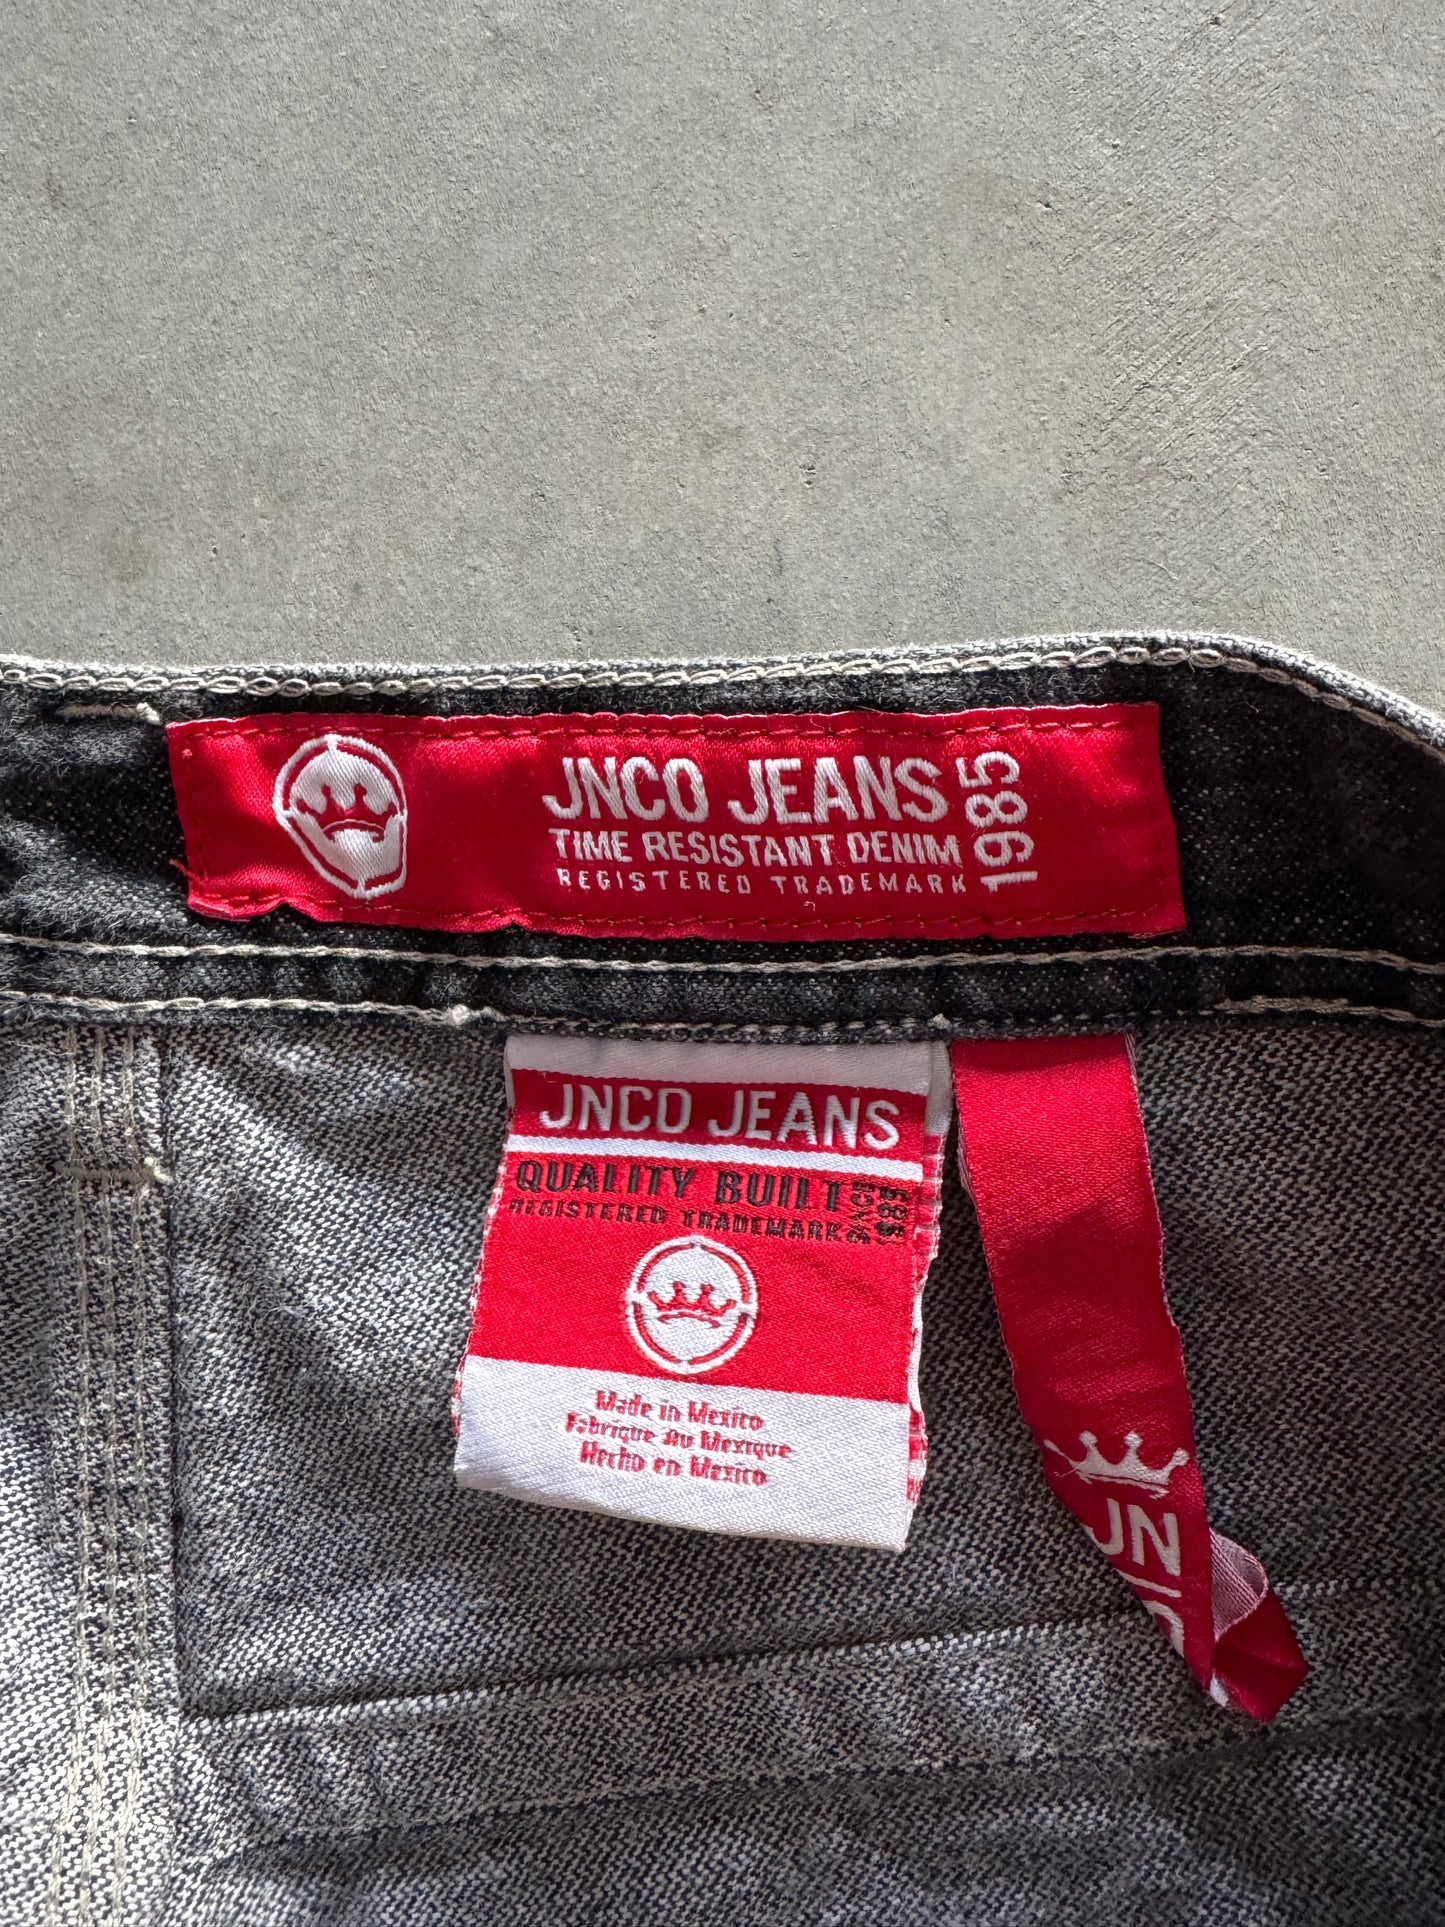 JNCO JEANS
TIME RESISTANT DENIM
REGISTERED TRADEMARK
1985
JNCO JEANS
QUALITY BUILT
REGISTERED TRADEMARK
SINCE
1985
Made in Mexico
Fabrique Au Mexique
Hecho en Mexico
JN